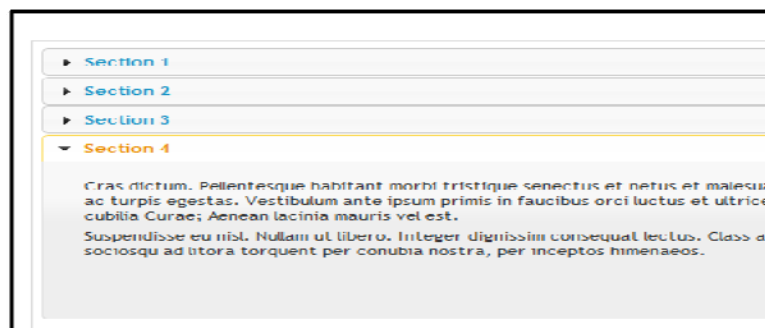 Section 1
Section 2
Section 3
Section 4
Cras dictum. Pellentesque habitant morbi tristique senectus et netus et malesua
ac turpis egestas. Vestibulum ante ipsum primis in faucibus orci luctus et ultrice
cubilia Curae; Aenean lacinia mauris vel est.
Suspendisse eu nisl. Nullam ut libero. Integer dignissim consequat lectus. Class a
sociosqu ad litora torquent per conubia nostra, per inceptos himenaeos.